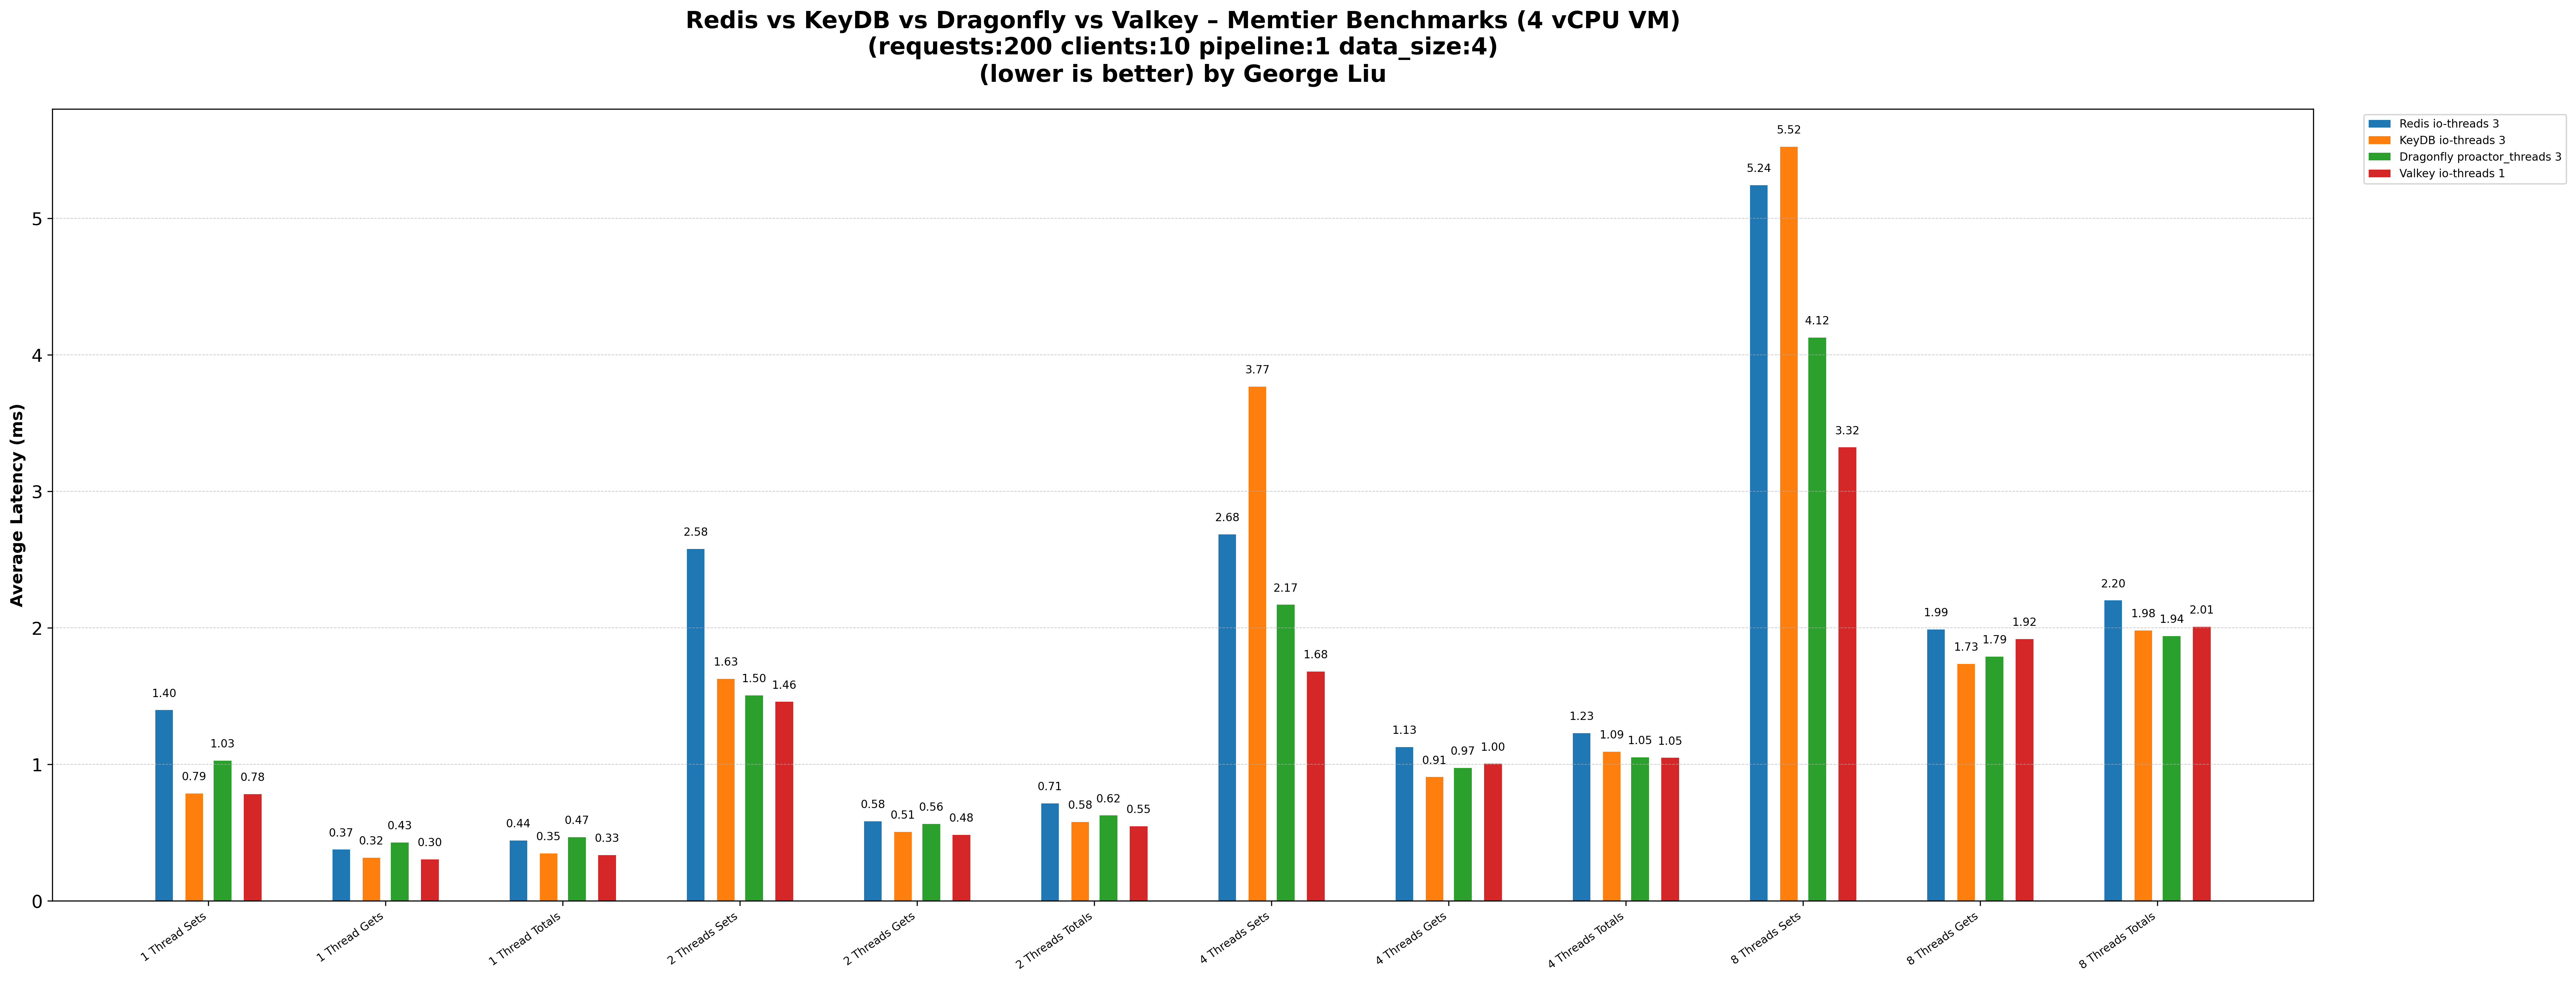 Redis vs KeyDB vs Dragonfly vs Valkey – Memtier Benchmarks (4 vCPU VM)
(requests:200 clients:10 pipeline:1 data_size:4)
(lower is better) by George Liu
Redis io-threads 3
KeyDB io-threads 3
Dragonfly proactor_threads 3
Valkey io-threads 1
Average Latency (ms)
5
4
3
2
1
0
1.40
0.79
1.03
0.78
0.37
0.32
0.43
0.30
0.44
0.35
0.47
0.33
2.58
1.63
1.50
1.46
0.58
0.51
0.56
0.48
0.71
0.58
0.62
0.55
2.68
3.77
2.17
1.68
1.13
0.91
0.97
1.00
1.23
1.09
1.05
1.05
5.24
5.52
4.12
3.32
1.99
1.73
1.79
1.92
2.20
1.98
1.94
2.01
1 Thread Sets
1 Thread Gets
1 Thread Totals
2 Threads Sets
2 Threads Gets
2 Threads Totals
4 Threads Sets
4 Threads Gets
4 Threads Totals
8 Threads Sets
8 Threads Gets
8 Threads Totals